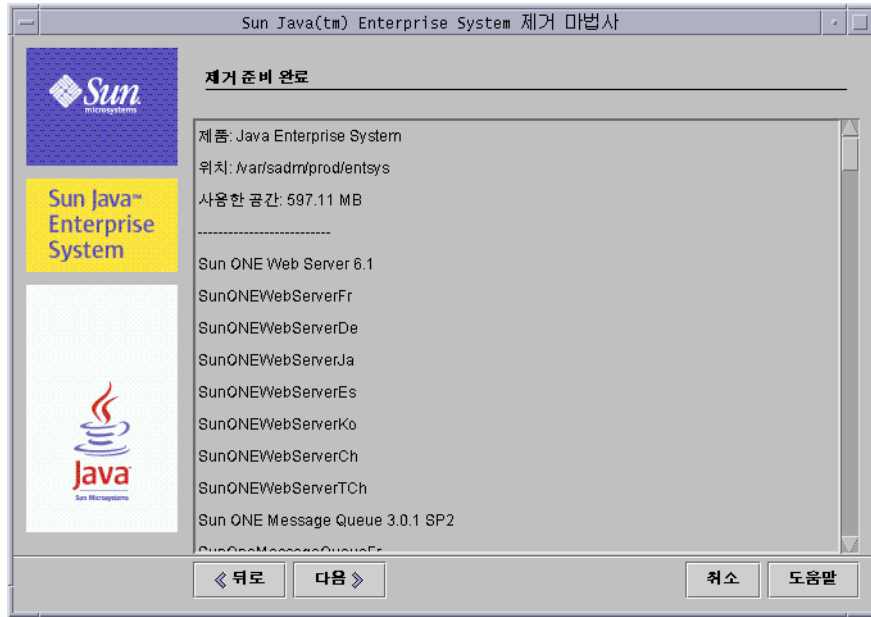 Sun Java(tm) Enterprise System 제거 마법사
Sun
microsystems
Sun Java™
Enterprise
System
Java
Sun Microsystems
제거 준비 완료
제품: Java Enterprise System
위치: /var/sadm/prod/entsys
사용한 공간: 597.11 MB
--------------------------
Sun ONE Web Server 6.1
SunONEWebServerFr
SunONEWebServerDe
SunONEWebServerJa
SunONEWebServerEs
SunONEWebServerKo
SunONEWebServerCh
SunONEWebServerTCh
Sun ONE Message Queue 3.0.1 SP2
SunOneMessageQueueFr
뒤로
다음
취소
도움말